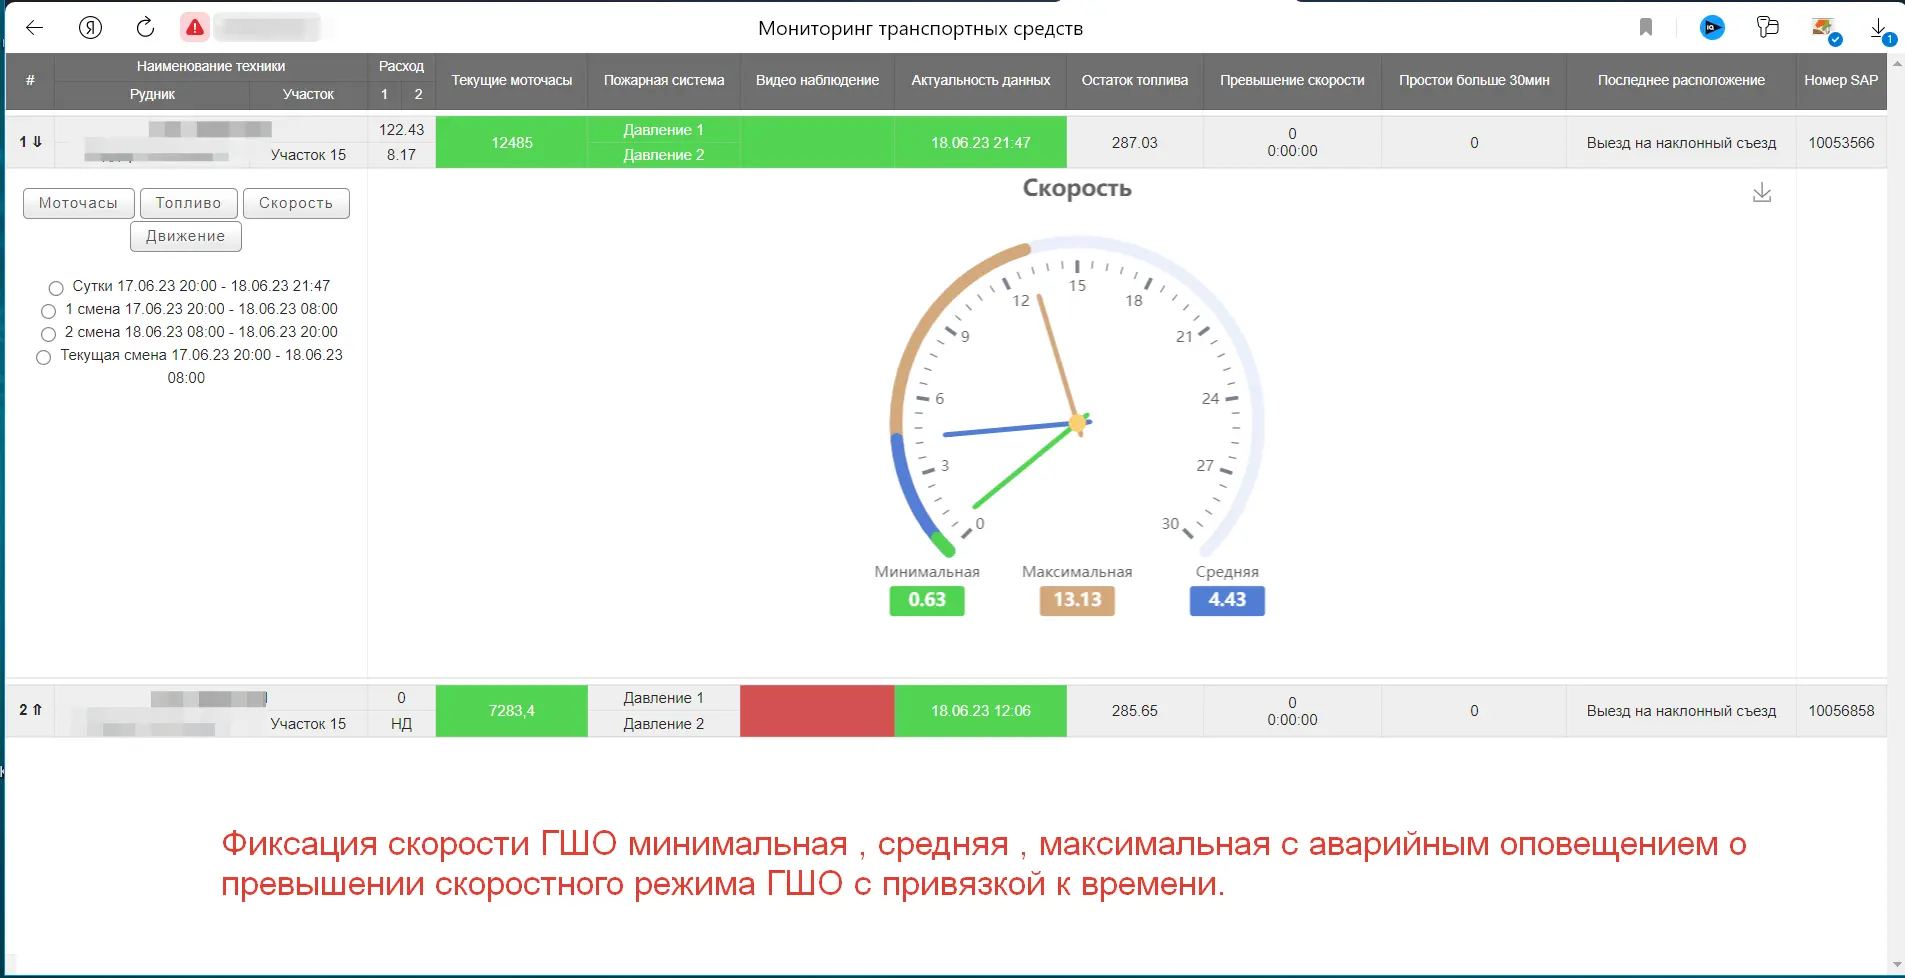 Мониторинг транспортных средств
1
#
Наименование техники
Рудник
Участок
Расход
1 2
Текущие моточасы
Пожарная система
Видео наблюдение
Актуальность данных
Остаток топлива
Превышение скорости
Простои больше 30мин
Последнее расположение
Номер SAP
1 ⇓
Участок 15
122.43
8.17
12485
Давление 1
Давление 2
18.06.23 21:47
287.03
0
0:00:00
0
Выезд на наклонный съезд
10053566
Моточасы Топливо Скорость
Движение
Сутки 17.06.23 20:00 - 18.06.23 21:47
1 смена 17.06.23 20:00 - 18.06.23 08:00
2 смена 18.06.23 08:00 - 18.06.23 20:00
Текущая смена 17.06.23 20:00 - 18.06.23
08:00
Скорость
0
3
6
9
12
15
18
21
24
27
30
Минимальная
0.63
Максимальная
13.13
Средняя
4.43
2 ⇑
Участок 15
0
НД
7283,4
Давление 1
Давление 2
18.06.23 12:06
285.65
0
0:00:00
0
Выезд на наклонный съезд
10056858
Фиксация скорости ГШО минимальная , средняя , максимальная с аварийным оповещением о
превышении скоростного режима ГШО с привязкой к времени.